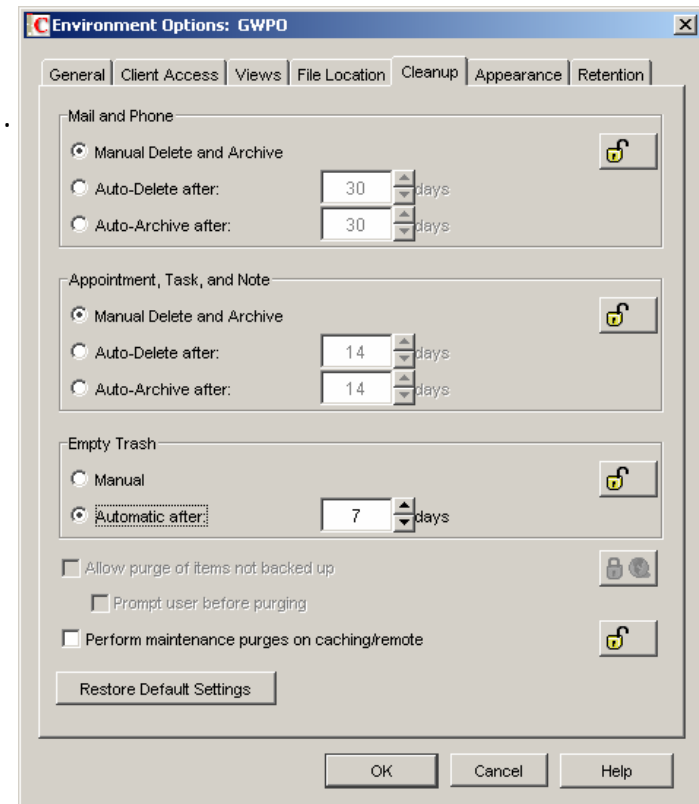 Environment Options: GWPO
General Client Access Views File Location Cleanup Appearance Retention
.
Mail and Phone
Manual Delete and Archive
Auto-Delete after: 30 days
Auto-Archive after: 30 days
Appointment, Task, and Note
Manual Delete and Archive
Auto-Delete after: 14 days
Auto-Archive after: 14 days
Empty Trash
Manual
Automatic after: 7 days
Allow purge of items not backed up
Prompt user before purging
Perform maintenance purges on caching/remote
Restore Default Settings
OK Cancel Help